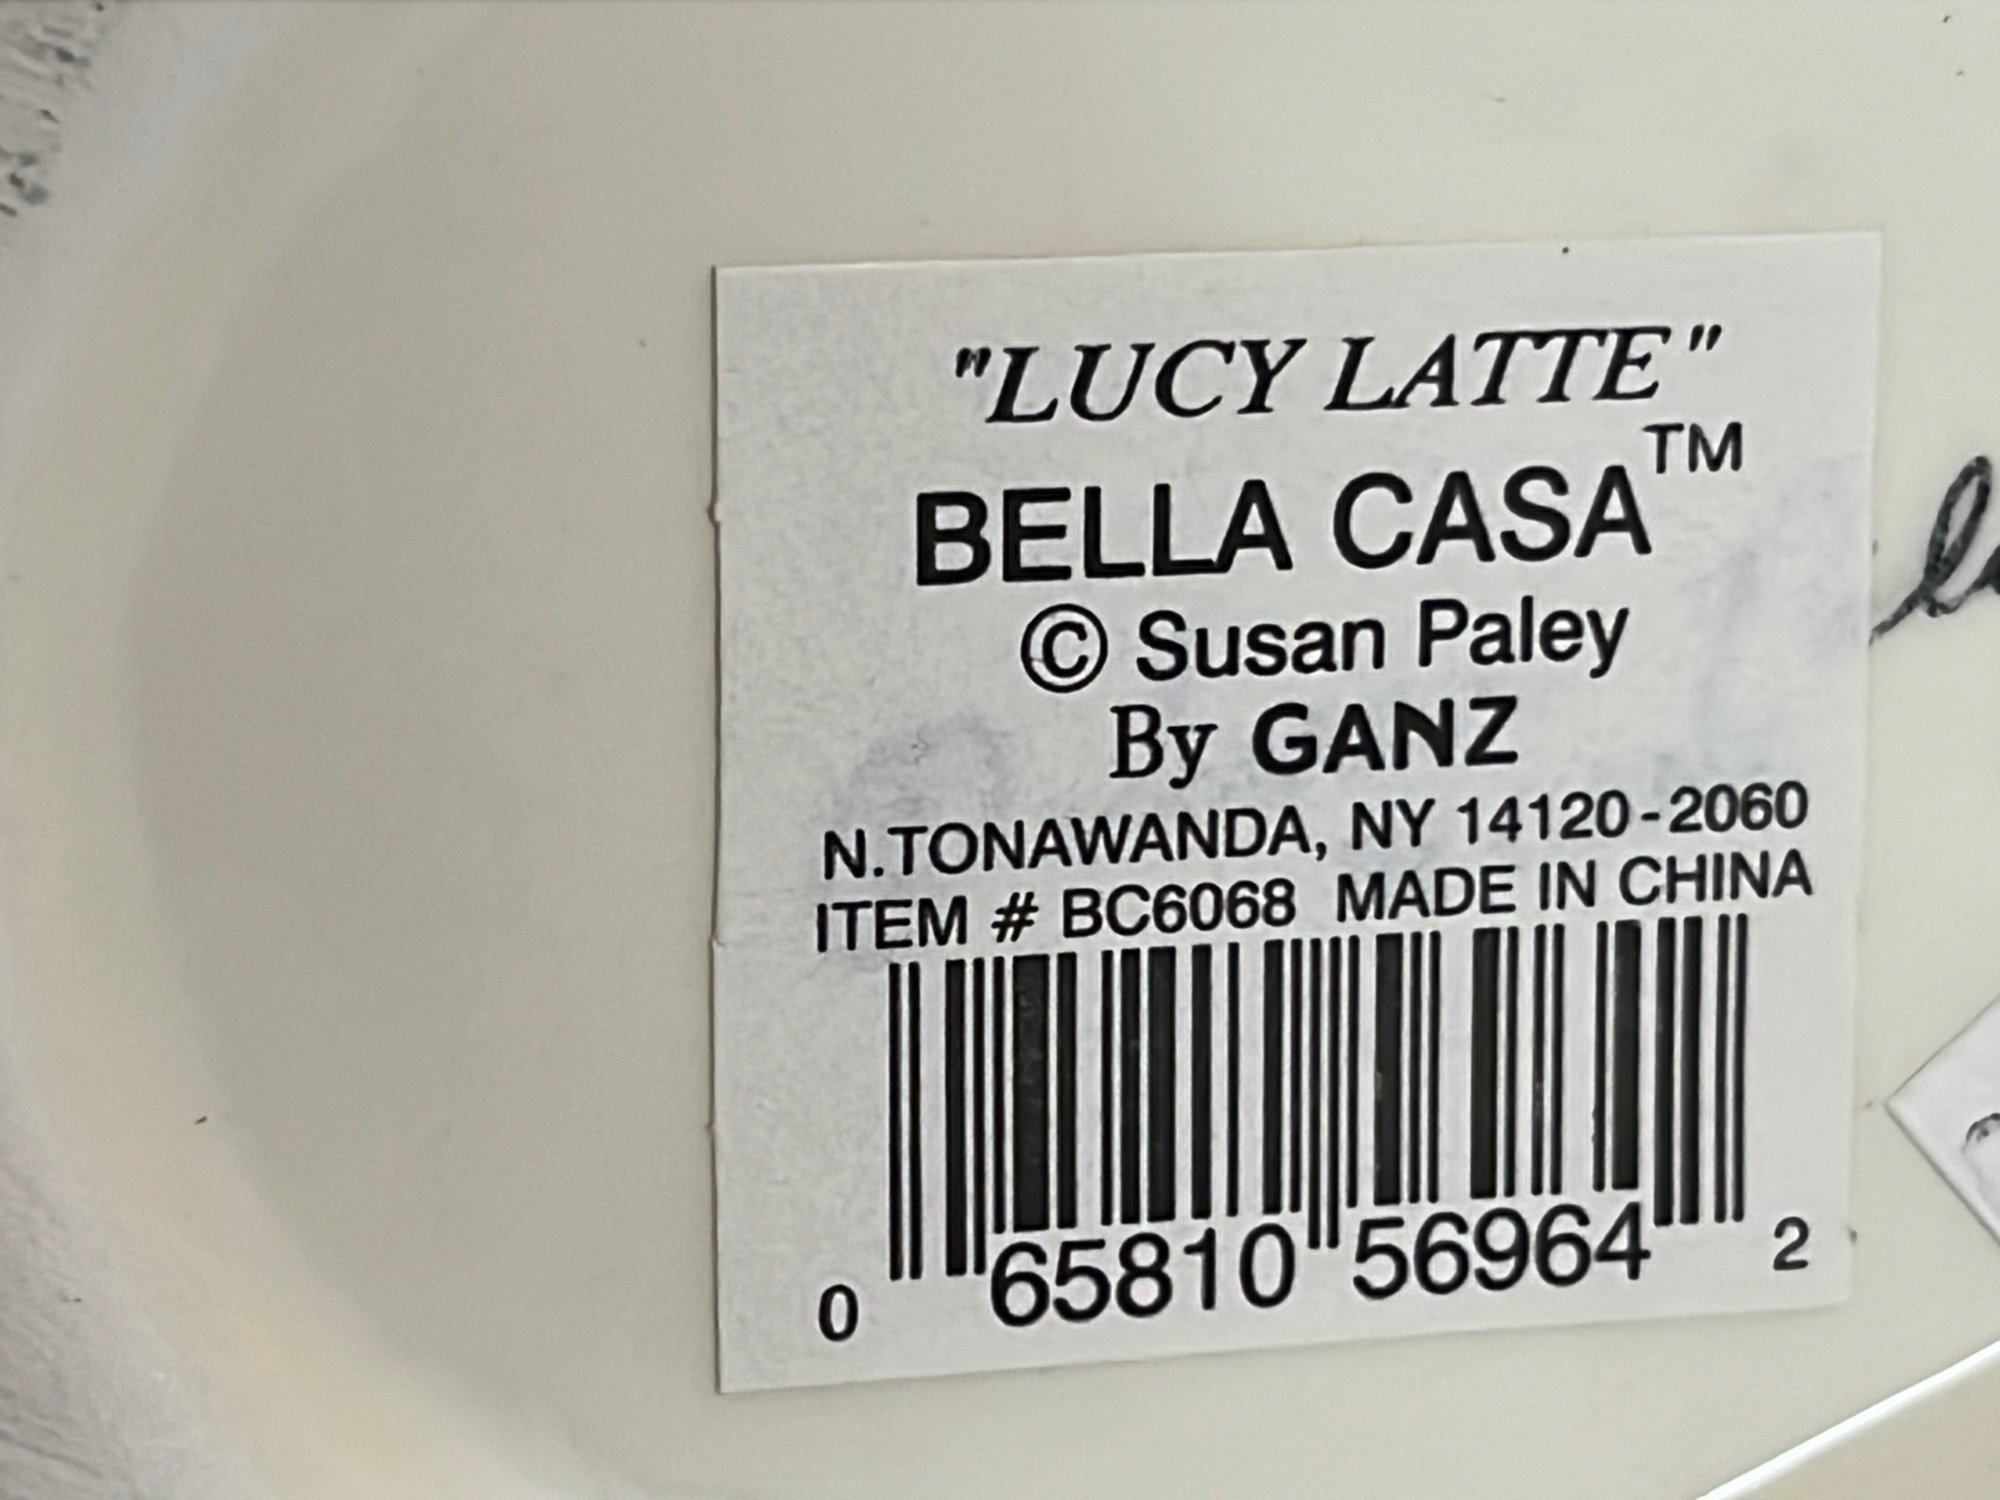 "LUCY LATTE"
BELLA CASA™
© Susan Paley
By GANZ
N.TONAWANDA, NY 14120-2060
ITEM # BC6068 MADE IN CHINA
0 65810 56964 2